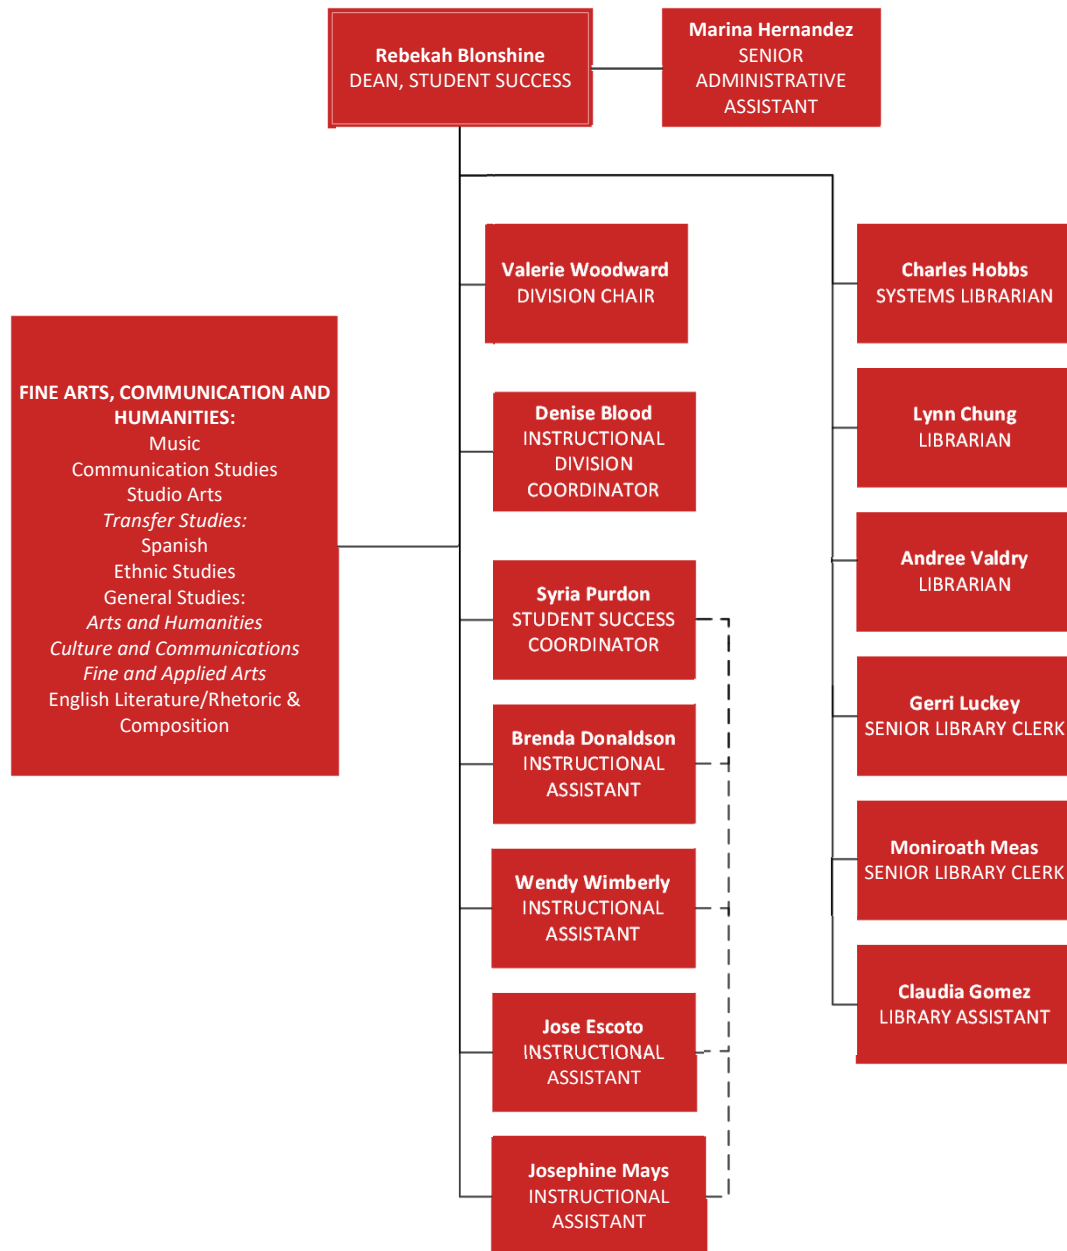 Rebekah Blonshine
DEAN, STUDENT SUCCESS
Marina Hernandez
SENIOR
ADMINISTRATIVE
ASSISTANT
FINE ARTS, COMMUNICATION AND
HUMANITIES:
Music
Communication Studies
Studio Arts
Transfer Studies:
Spanish
Ethnic Studies
General Studies:
Arts and Humanities
Culture and Communications
Fine and Applied Arts
English Literature/Rhetoric &
Composition
Valerie Woodward
DIVISION CHAIR
Denise Blood
INSTRUCTIONAL
DIVISION
COORDINATOR
Syria Purdon
STUDENT SUCCESS
COORDINATOR
Brenda Donaldson
INSTRUCTIONAL
ASSISTANT
Wendy Wimberly
INSTRUCTIONAL
ASSISTANT
Jose Escoto
INSTRUCTIONAL
ASSISTANT
Josephine Mays
INSTRUCTIONAL
ASSISTANT
Charles Hobbs
SYSTEMS LIBRARIAN
Lynn Chung
LIBRARIAN
Andree Valdry
LIBRARIAN
Gerri Luckey
SENIOR LIBRARY CLERK
Moniroath Meas
SENIOR LIBRARY CLERK
Claudia Gomez
LIBRARY ASSISTANT